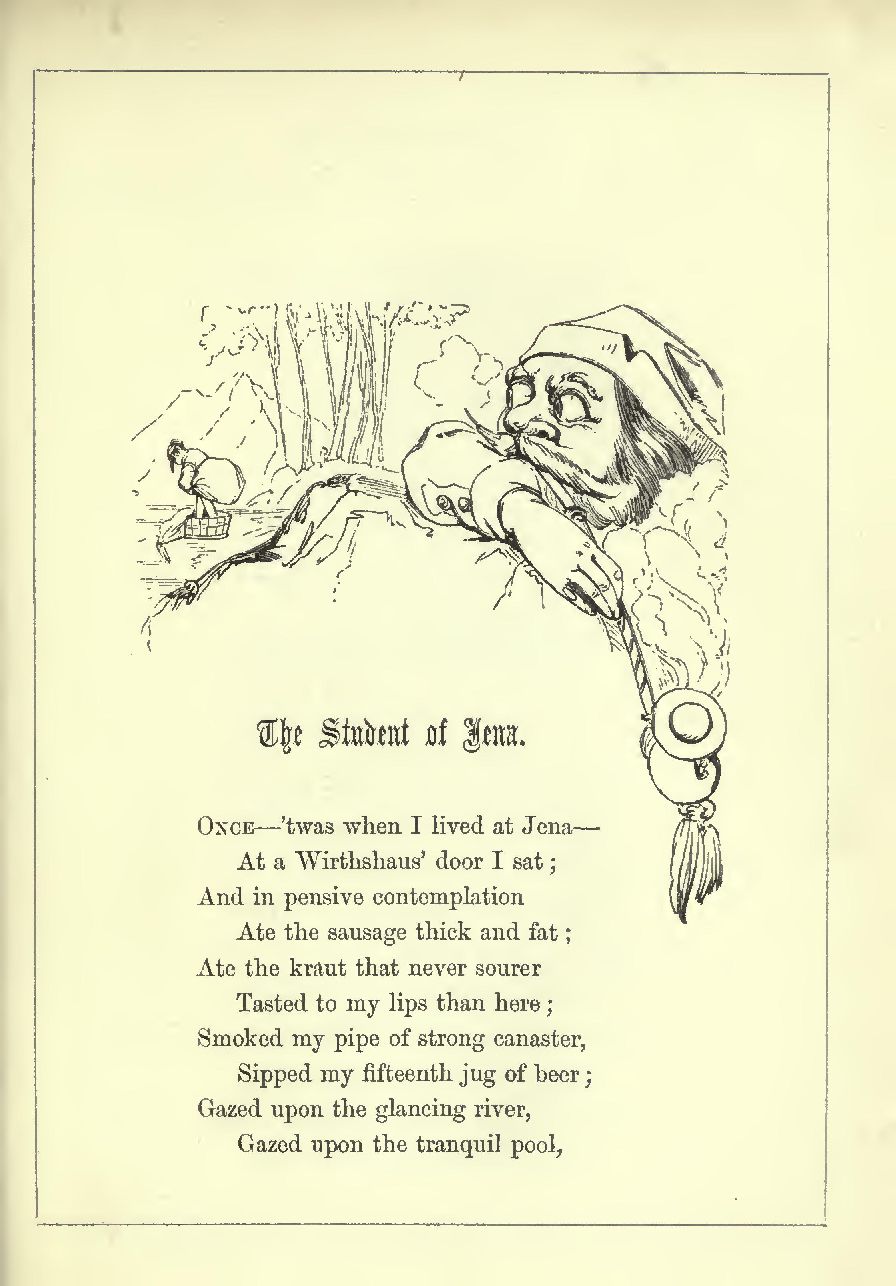 The Student of Jena.
ONCE—'twas when I lived at Jena—
At a Wirthshaus' door I sat;
And in pensive contemplation
Ate the sausage thick and fat;
Ate the kraut that never sourer
Tasted to my lips than here;
Smoked my pipe of strong canaster,
Sipped my fifteenth jug of beer;
Gazed upon the glancing river,
Gazed upon the tranquil pool,